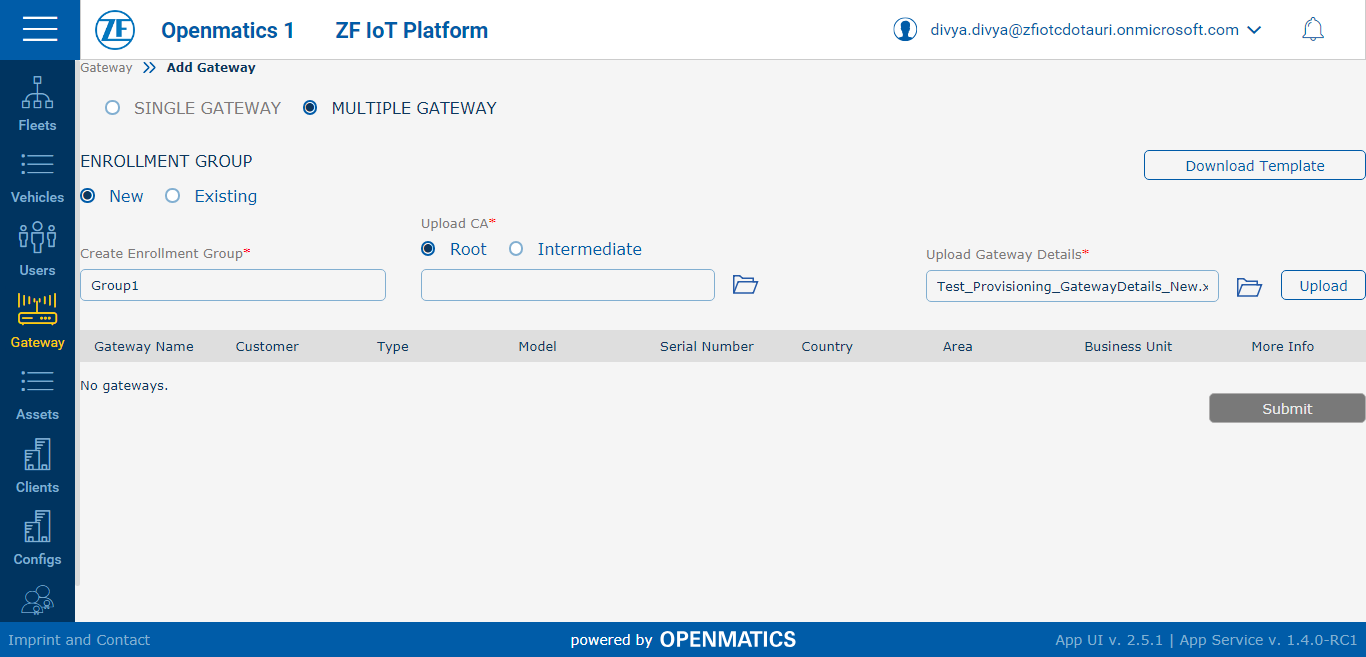 ZF Openmatics 1 ZF IoT Platform divya.divya@zfiotcdotauri.onmicrosoft.com
Gateway Add Gateway
SINGLE GATEWAY MULTIPLE GATEWAY
ENROLLMENT GROUP
Download Template
New Existing
Upload CA*
Root Intermediate
Create Enrollment Group*
Upload Gateway Details*
Group1
Test_Provisioning_GatewayDetails_New.x
Upload
Gateway Name Customer Type Model Serial Number Country Area Business Unit More Info
No gateways.
Submit
Fleets
Vehicles
Users
Gateway
Assets
Clients
Configs
Imprint and Contact powered by OPENMATICS App UI v. 2.5.1 | App Service v. 1.4.0-RC1